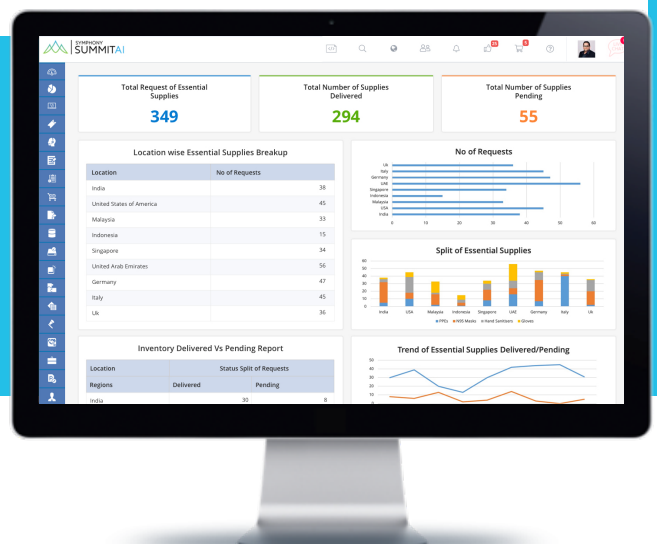 SYMPHONY
SUMMITAI
25
5
Total Request of Essential
Supplies
349
Total Number of Supplies
Delivered
294
Total Number of Supplies
Pending
55
Location wise Essential Supplies Breakup
Location No of Requests
India 38
United States of America 45
Malaysia 33
Indonesia 15
Singapore 34
United Arab Emirates 56
Germany 47
Italy 45
Uk 36
No of Requests
Uk
Italy
Germany
UAE
Singapore
Indonesia
Malaysia
USA
India
0 10 20 30 40 50 60
Split of Essential Supplies
60
50
40
30
20
10
0
India USA Malaysia Indonesia Singapore UAE Germany Italy Uk
PPEs N95 Masks Hand Sanitizers Gloves
Inventory Delivered Vs Pending Report
Location Status Split of Requests
Regions Delivered Pending
India 30 8
Trend of Essential Supplies Delivered/Pending
50
40
30
20
10
0